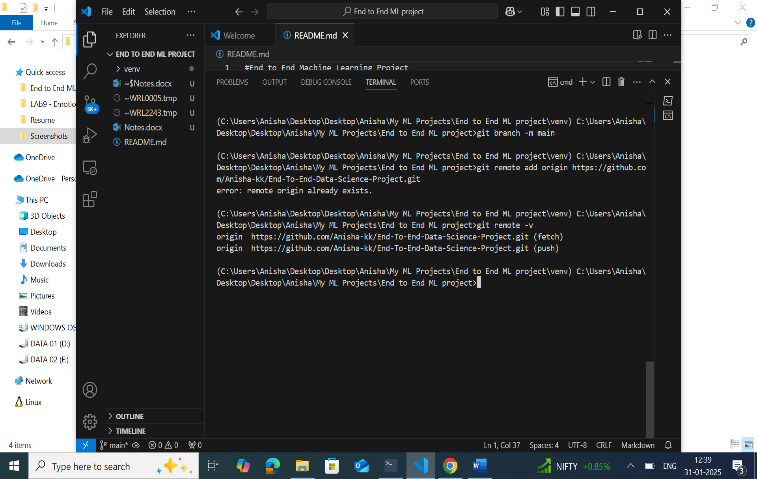 File Edit Selection ··· End to End ML project
File Home
EXPLORER ···
Welcome
README.md
END TO END ML PROJECT
README.md
venv
1 #End to End Machine Learning Project
~$Notes.docx U
~WRL0005.tmp U
~WRL2243.tmp U
Notes.docx U
README.md
5K+
PROBLEMS OUTPUT DEBUG CONSOLE TERMINAL PORTS
cmd
(C:\Users\Anisha\Desktop\Desktop\Anisha\My ML Projects\End to End ML project\venv) C:\Users\Anisha\
Desktop\Desktop\Anisha\My ML Projects\End to End ML project>git branch -m main
(C:\Users\Anisha\Desktop\Desktop\Anisha\My ML Projects\End to End ML project\venv) C:\Users\Anisha\
Desktop\Desktop\Anisha\My ML Projects\End to End ML project>git remote add origin https://github.co
m/Anisha-kk/End-To-End-Data-Science-Project.git
error: remote origin already exists.
(C:\Users\Anisha\Desktop\Desktop\Anisha\My ML Projects\End to End ML project\venv) C:\Users\Anisha\
Desktop\Desktop\Anisha\My ML Projects\End to End ML project>git remote -v
origin https://github.com/Anisha-kk/End-To-End-Data-Science-Project.git (fetch)
origin https://github.com/Anisha-kk/End-To-End-Data-Science-Project.git (push)
(C:\Users\Anisha\Desktop\Desktop\Anisha\My ML Projects\End to End ML project\venv) C:\Users\Anisha\
Desktop\Desktop\Anisha\My ML Projects\End to End ML project>
Quick access
End to End ML
LAb9 - Emotio
Resume
Screenshots
OneDrive
OneDrive - Pers
This PC
3D Objects
Desktop
Documents
Downloads
Music
Pictures
Videos
WINDOWS OS
DATA 01 (D:)
DATA 02 (E:)
Network
Linux
4 items
OUTLINE
TIMELINE
main* 0 0 0
Ln 1, Col 37 Spaces: 4 UTF-8 CRLF Markdown
Type here to search
NIFTY +0.85%
ENG
12:39
31-01-2025
3